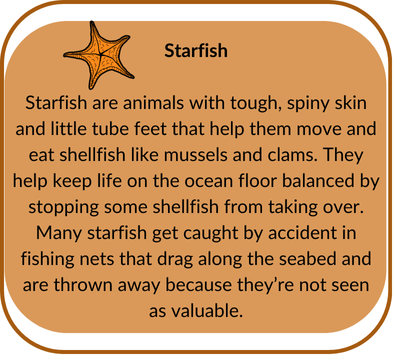 Starfish
Starfish are animals with tough, spiny skin
and little tube feet that help them move and
eat shellfish like mussels and clams. They
help keep life on the ocean floor balanced by
stopping some shellfish from taking over.
Many starfish get caught by accident in
fishing nets that drag along the seabed and
are thrown away because they’re not seen
as valuable.